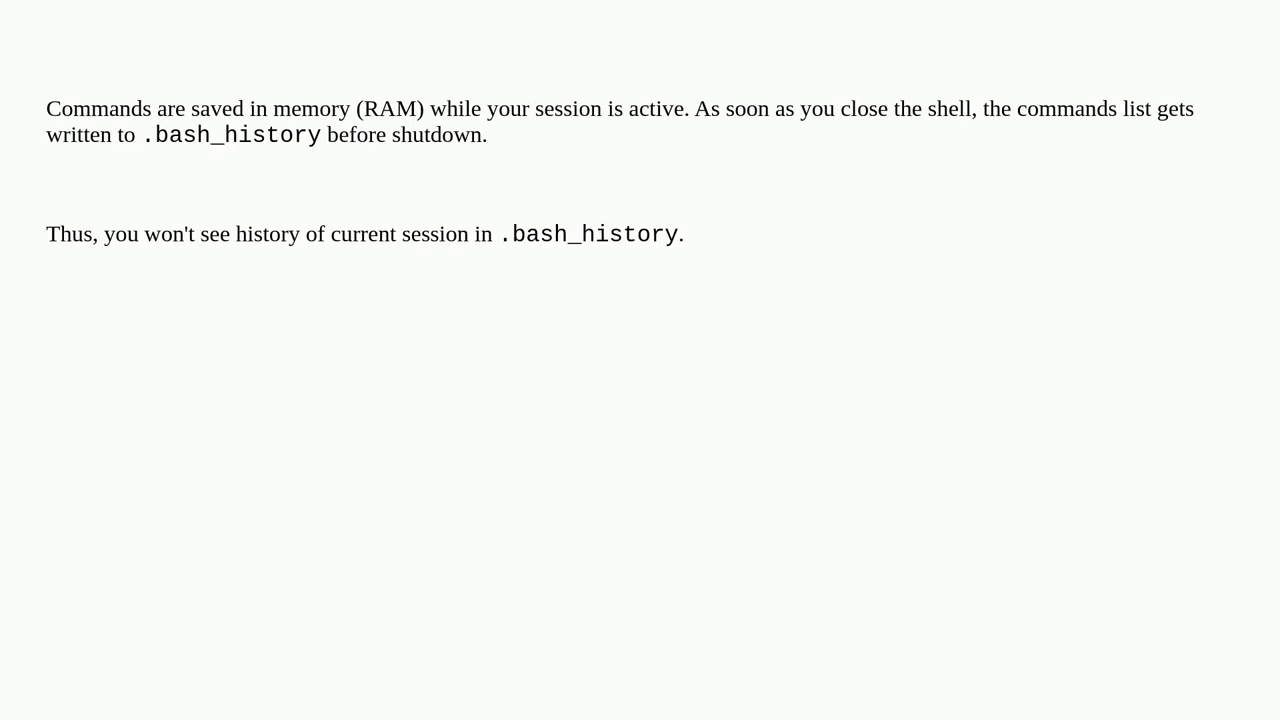 Commands are saved in memory (RAM) while your session is active. As soon as you close the shell, the commands list gets
written to .bash_history before shutdown.
Thus, you won't see history of current session in .bash_history.